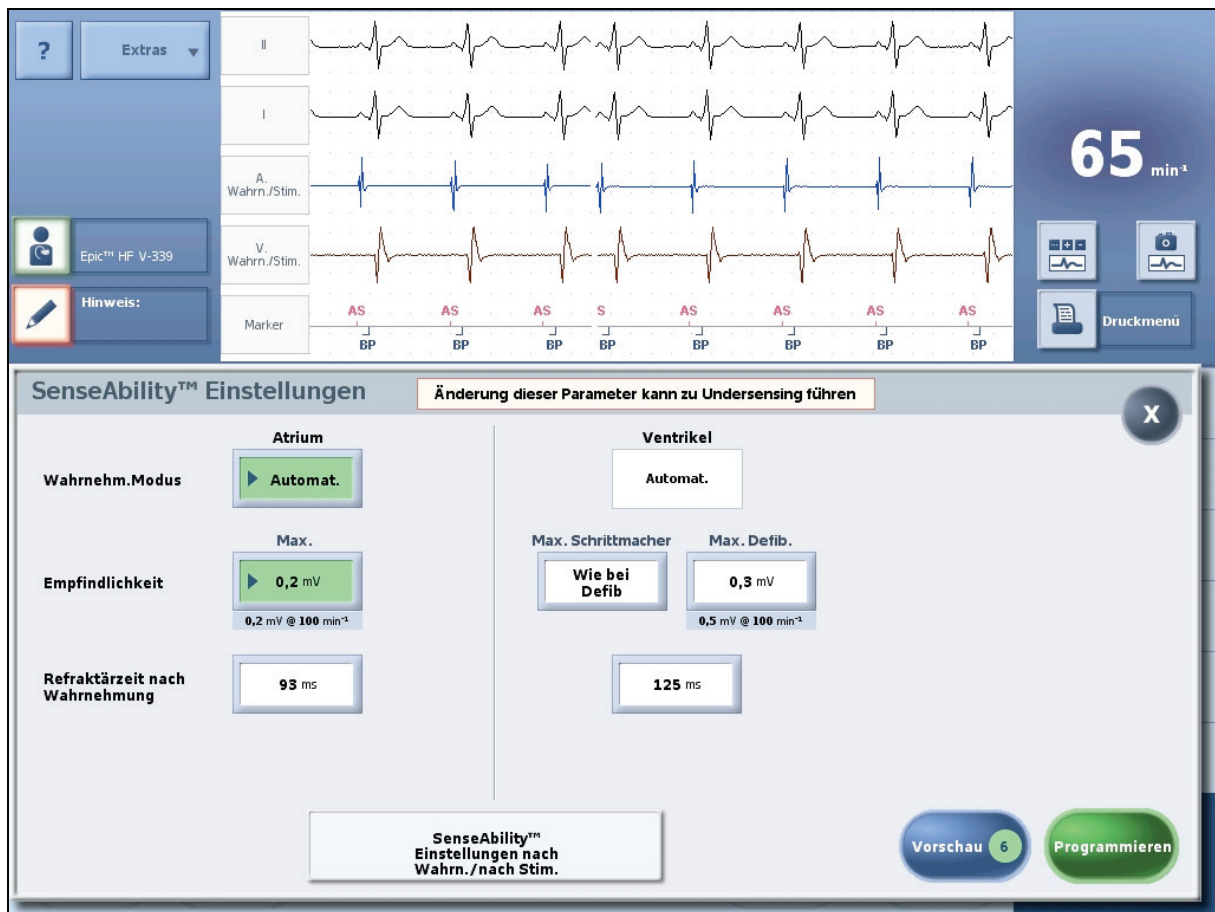 ?
Extras
II
I
A.
Wahrn./Stim.
V.
Wahrn./Stim.
Marker
AS AS AS S AS AS AS AS
BP BP BP BP BP BP BP BP
65 min⁻¹
Epic™ HF V-339
Hinweis:
Druckmenü
SenseAbility™ Einstellungen
Änderung dieser Parameter kann zu Undersensing führen
X
Atrium
Ventrikel
Wahrnehm.Modus
Automat.
Automat.
Max.
Max. Schrittmacher
Max. Defib.
Empfindlichkeit
0,2 mV
Wie bei
Defib
0,3 mV
0,2 mV @ 100 min⁻¹
0,5 mV @ 100 min⁻¹
Refraktärzeit nach
Wahrnehmung
93 ms
125 ms
SenseAbility™
Einstellungen nach
Wahrn./nach Stim.
Vorschau 6
Programmieren